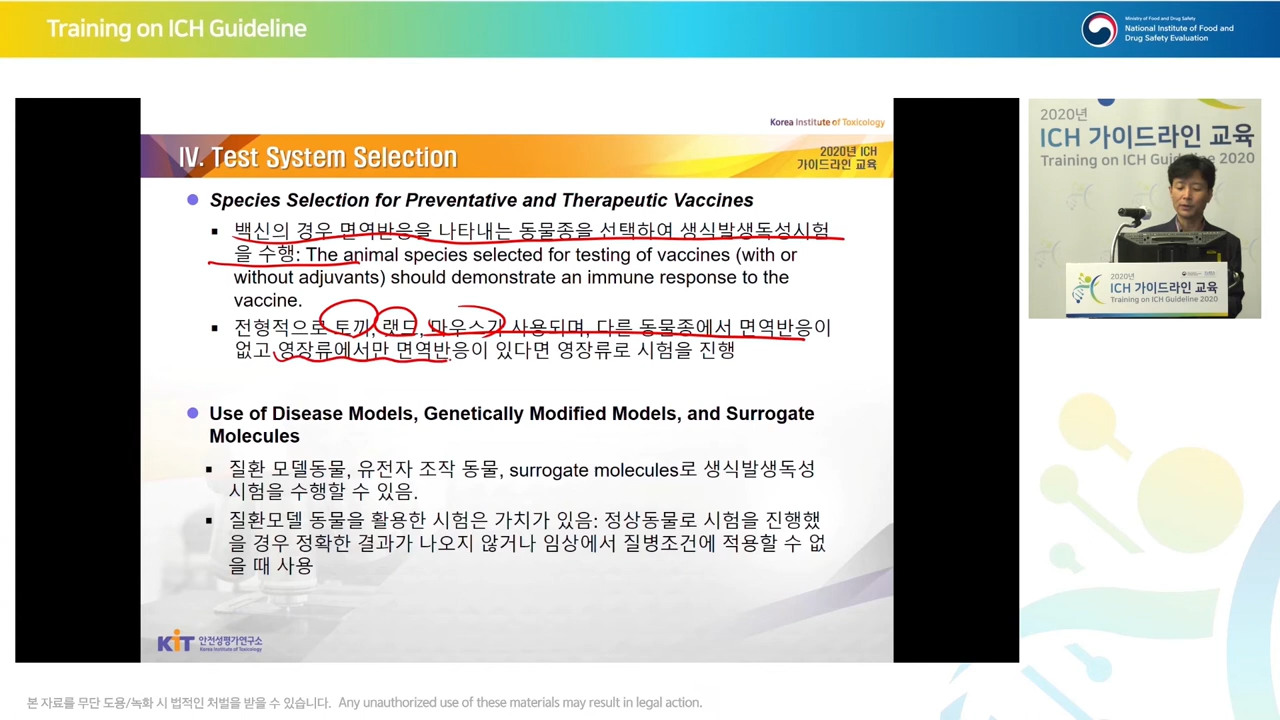 Training on ICH Guideline
Ministry of Food and Drug Safety
National Institute of Food and
Drug Safety Evaluation
Korea Institute of Toxicology
IV. Test System Selection
2020년 ICH
가이드라인 교육
Species Selection for Preventative and Therapeutic Vaccines
백신의 경우 면역반응을 나타내는 동물종을 선택하여 생식발생독성시험
을 수행: The animal species selected for testing of vaccines (with or
without adjuvants) should demonstrate an immune response to the
vaccine.
전형적으로 토끼, 랜드, 마우스가 사용되며, 다른 동물종에서 면역반응이
없고 영장류에서만 면역반응이 있다면 영장류로 시험을 진행
Use of Disease Models, Genetically Modified Models, and Surrogate
Molecules
질환 모델동물, 유전자 조작 동물, surrogate molecules로 생식발생독성
시험을 수행할 수 있음.
질환모델 동물을 활용한 시험은 가치가 있음: 정상동물로 시험을 진행했
을 경우 정확한 결과가 나오지 않거나 임상에서 질병조건에 적용할 수 없
을 때 사용
KIT 안전성평가연구소
Korea Institute of Toxicology
2020년
ICH 가이드라인 교육
Training on ICH Guideline 2020
2020년
ICH 가이드라인 교육
Training on ICH Guideline 2020
본 자료를 무단 도용/녹화 시 법적인 처벌을 받을 수 있습니다. Any unauthorized use of these materials may result in legal action.